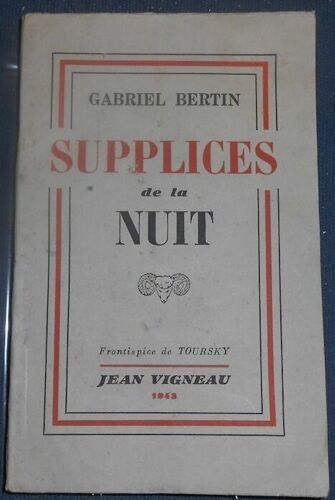 GABRIEL BERTIN
SUPPLICES
de la
NUIT
Frontispice de TOURSKY
JEAN VIGNEAU
1943